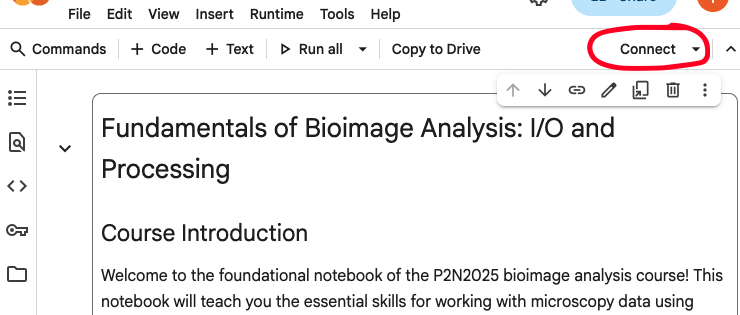 Share
File Edit View Insert Runtime Tools Help
Commands + Code + Text Run all Copy to Drive Connect
Fundamentals of Bioimage Analysis: I/O and
Processing
Course Introduction
Welcome to the foundational notebook of the P2N2025 bioimage analysis course! This
notebook will teach you the essential skills for working with microscopy data using